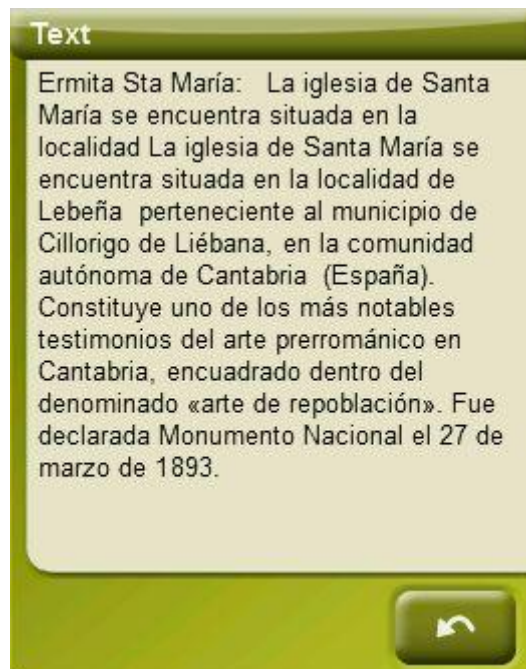 Text
Ermita Sta María:   La iglesia de Santa
María se encuentra situada en la
localidad La iglesia de Santa María se
encuentra situada en la localidad de
Lebeña  perteneciente al municipio de
Cillorigo de Liébana, en la comunidad
autónoma de Cantabria  (España).
Constituye uno de los más notables
testimonios del arte prerrománico en
Cantabria, encuadrado dentro del
denominado «arte de repoblación». Fue
declarada Monumento Nacional el 27 de
marzo de 1893.